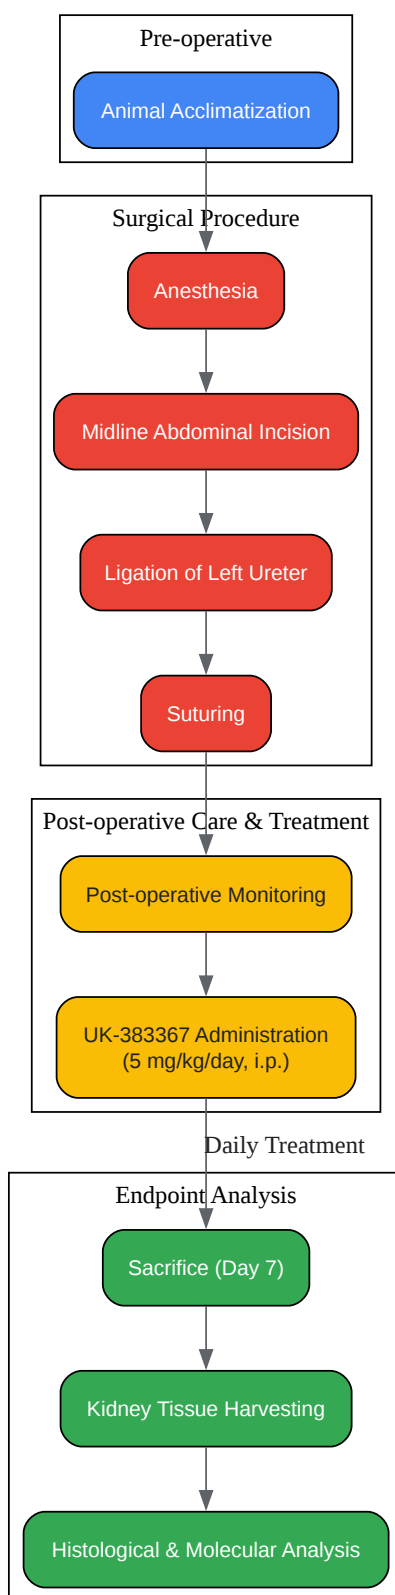 Pre-operative
Animal Acclimatization
Surgical Procedure
Anesthesia
Midline Abdominal Incision
Ligation of Left Ureter
Suturing
Post-operative Care & Treatment
Post-operative Monitoring
UK-383367 Administration
(5 mg/kg/day, i.p.)
Daily Treatment
Endpoint Analysis
Sacrifice (Day 7)
Kidney Tissue Harvesting
Histological & Molecular Analysis